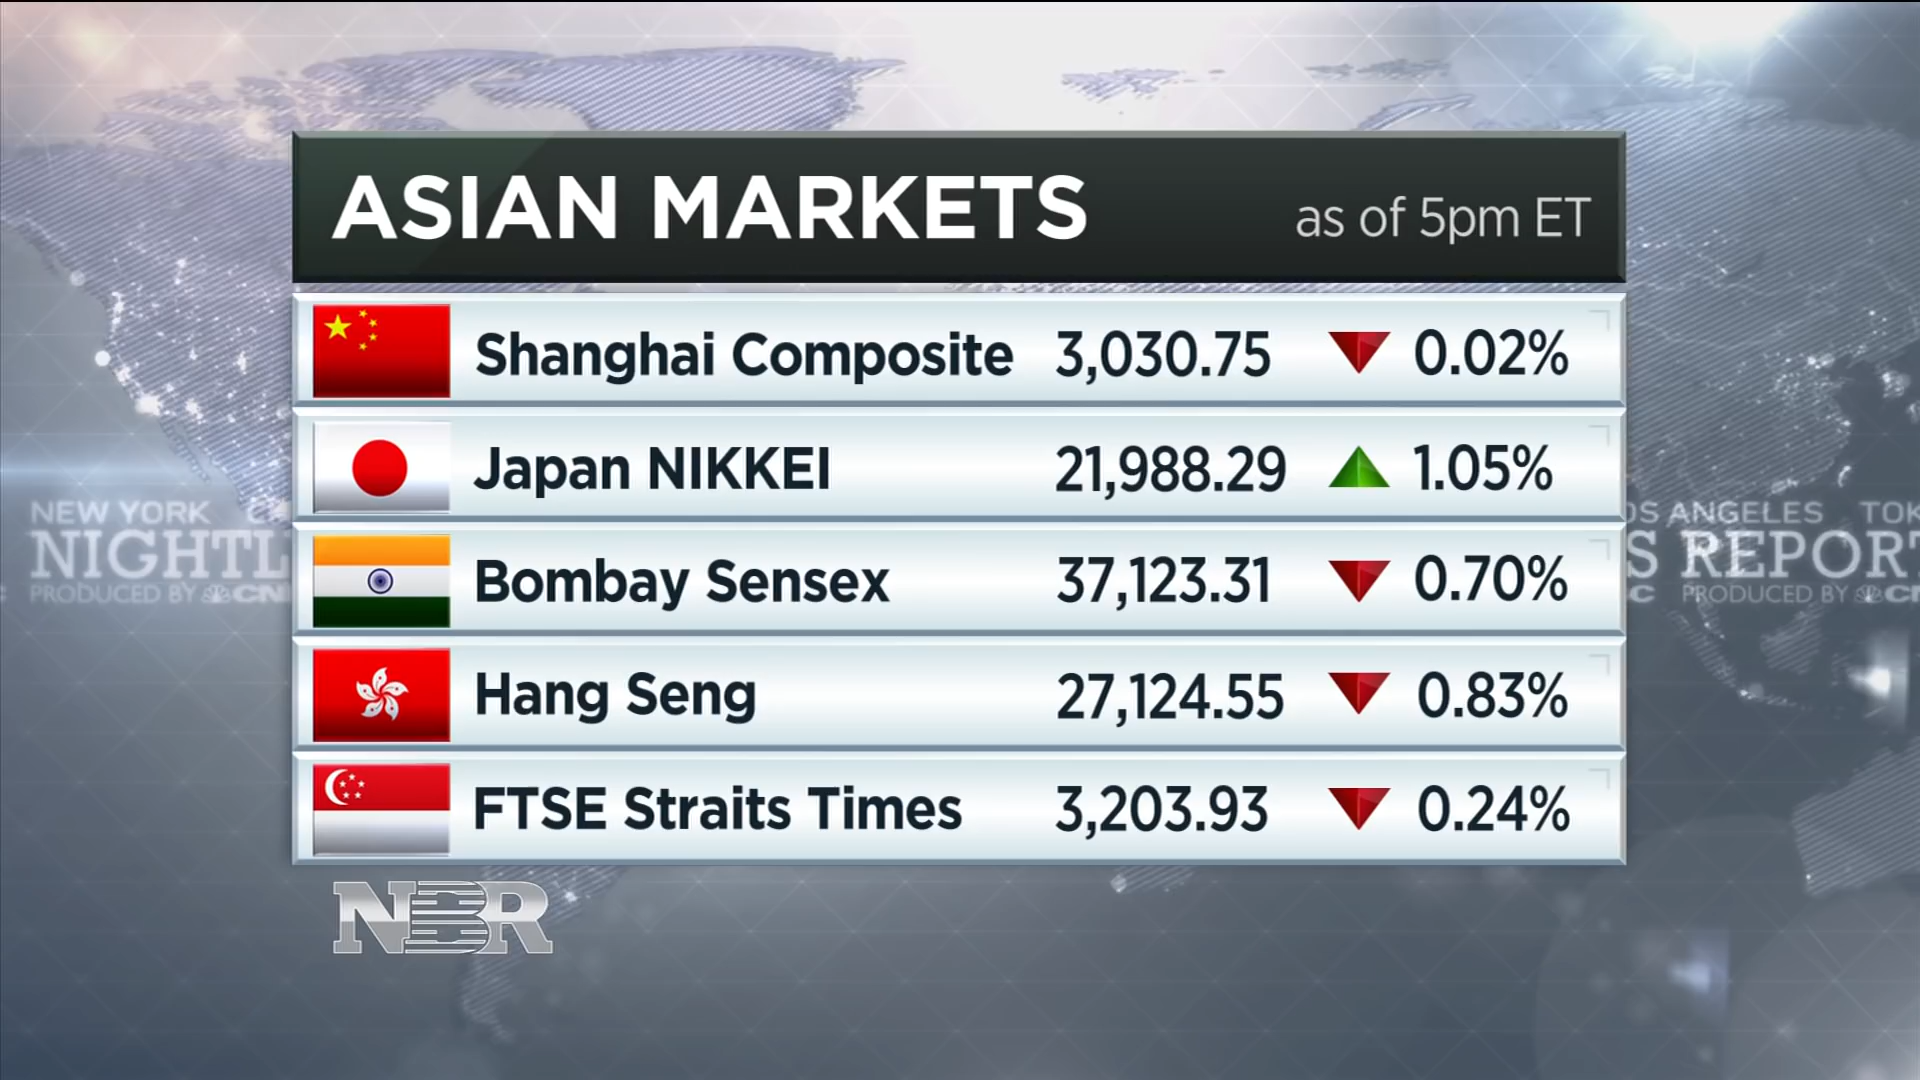 ASIAN MARKETS as of 5pm ET
Shanghai Composite 3,030.75 ▼ 0.02%
Japan NIKKEI 21,988.29 ▲ 1.05%
Bombay Sensex 37,123.31 ▼ 0.70%
Hang Seng 27,124.55 ▼ 0.83%
FTSE Straits Times 3,203.93 ▼ 0.24%
NEW YORK
OS ANGELES TOK
NIGHTL
S REPORT
PRODUCED BY CN
C PRODUCED BY CN
NBR